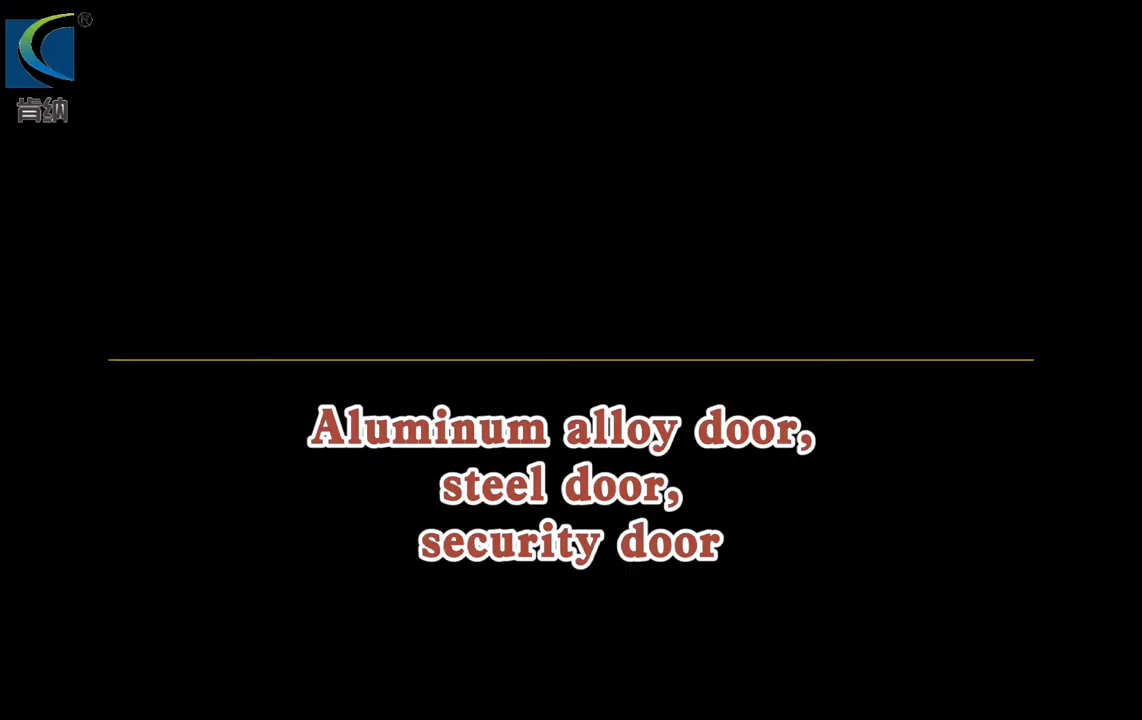 ®
肯纳
Aluminum alloy door,
steel door,
security door